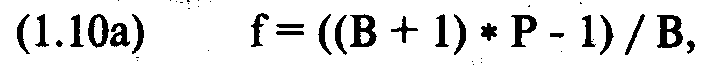 (1.10a) f = ((B + 1) * P - 1) / B,